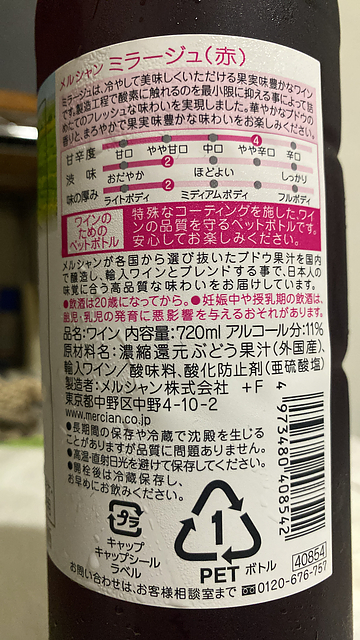 メルシャン ミラージュ(赤)
ミラージュは、冷やして美味しくいただける果実味豊かなワイン
です。製造工程で酸素に触れるのを最小限に抑える事によって詰
めたてのフレッシュな味わいを実現しました。華やかなブドウの
香りと、まろやかで果実味豊かな味わいをお楽しみください。
4
甘辛度 甘口 やや甘口 中口 やや辛口 辛口
2
渋 味 おだやか ほどよい しっかり
2
味の厚み ライトボディ ミディアムボディ フルボディ
ワインの
ための
ペットボトル
特殊なコーティングを施した、ワイ
ンの品質を守るペットボトルです。
安心してお楽しみください。
メルシャンが各国から選び抜いたブドウ果汁を国内
で醸造し、輸入ワインとブレンドする事で、日本人の
味覚に合う高品質な味わいをお届けしています。
●飲酒は20歳になってから。●妊娠中や授乳期の飲酒は、
胎児・乳児の発育に悪影響を与えるおそれがあります。
品名:ワイン 内容量:720ml アルコール分:11%
原材料名:濃縮還元ぶどう果汁(外国産)、
輸入ワイン/酸味料、酸化防止剤(亜硫酸塩)
製造者:メルシャン株式会社 +F
東京都中野区中野4-10-2
www.mercian.co.jp
●長期間の保存や冷蔵で沈殿を生じる
ことがありますが品質に問題ありません。
●高温・直射日光を避けて保存してください。
●開栓後は冷蔵保存し、
お早めにお飲みください。
4 973480 408542
プラ
キャップ
キャップシール
ラベル
1
PET ボトル
40854
お問い合わせは、お客様相談室まで 0120-676-757